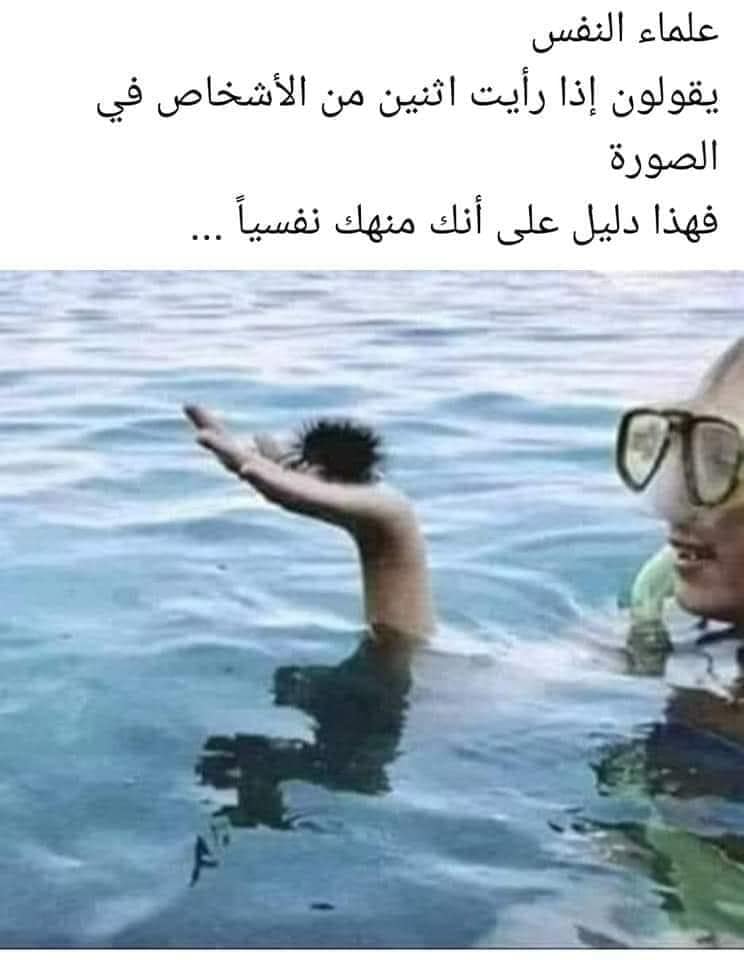 علماء النفس
يقولون إذا رأيت اثنين من الأشخاص في
الصورة
فهذا دليل على أنك منهك نفسياً ...